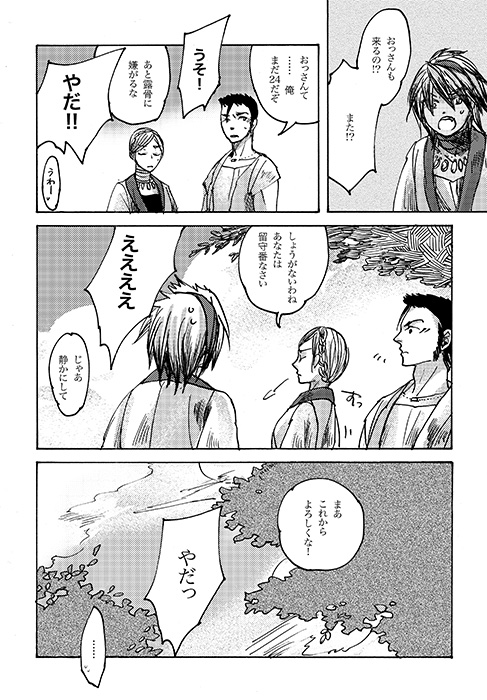 おっさんも
来るの!?
また!?
おっさんて
……俺
まだ24だぞ
うそ!
あと露骨に
嫌がるな
やだ!!
うわー
しょうがないわね
あなたは
留守番なさい
すっ
えええええ
じゃあ
静かにして
まあ
これから
よろしくな!
やだっ
……